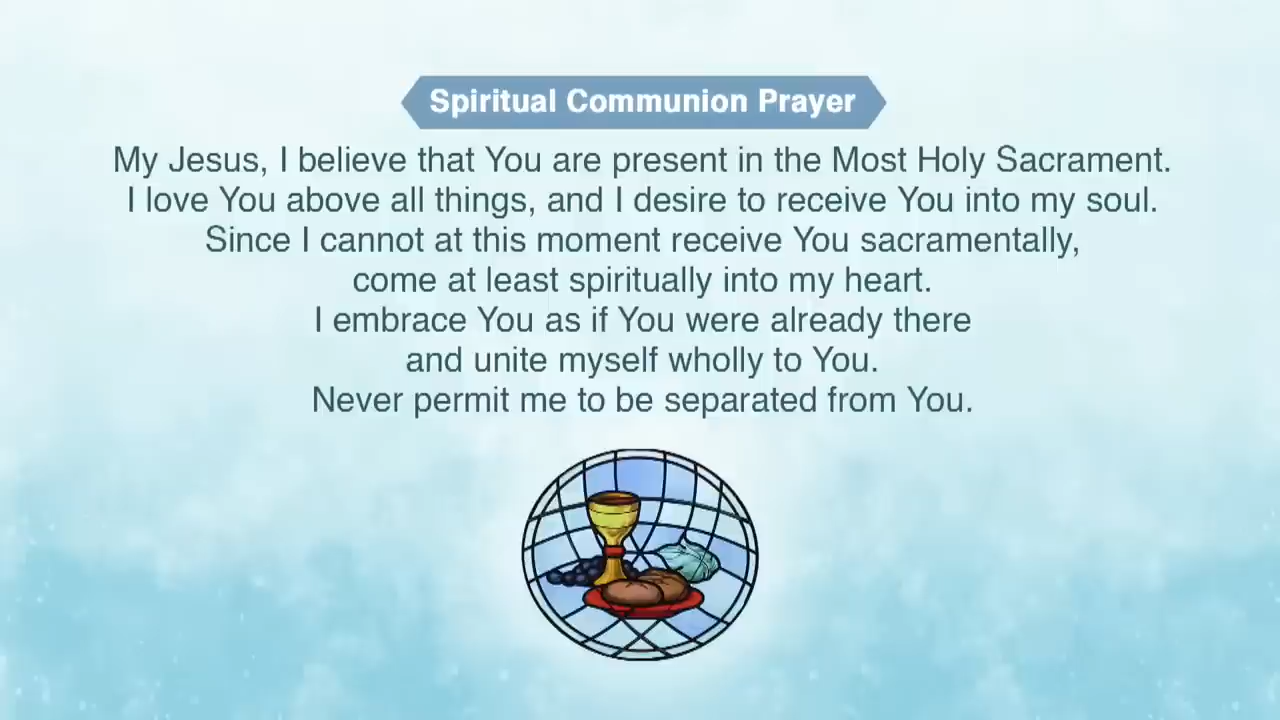 Spiritual Communion Prayer
My Jesus, I believe that You are present in the Most Holy Sacrament.
I love You above all things, and I desire to receive You into my soul.
Since I cannot at this moment receive You sacramentally,
come at least spiritually into my heart.
I embrace You as if You were already there
and unite myself wholly to You.
Never permit me to be separated from You.